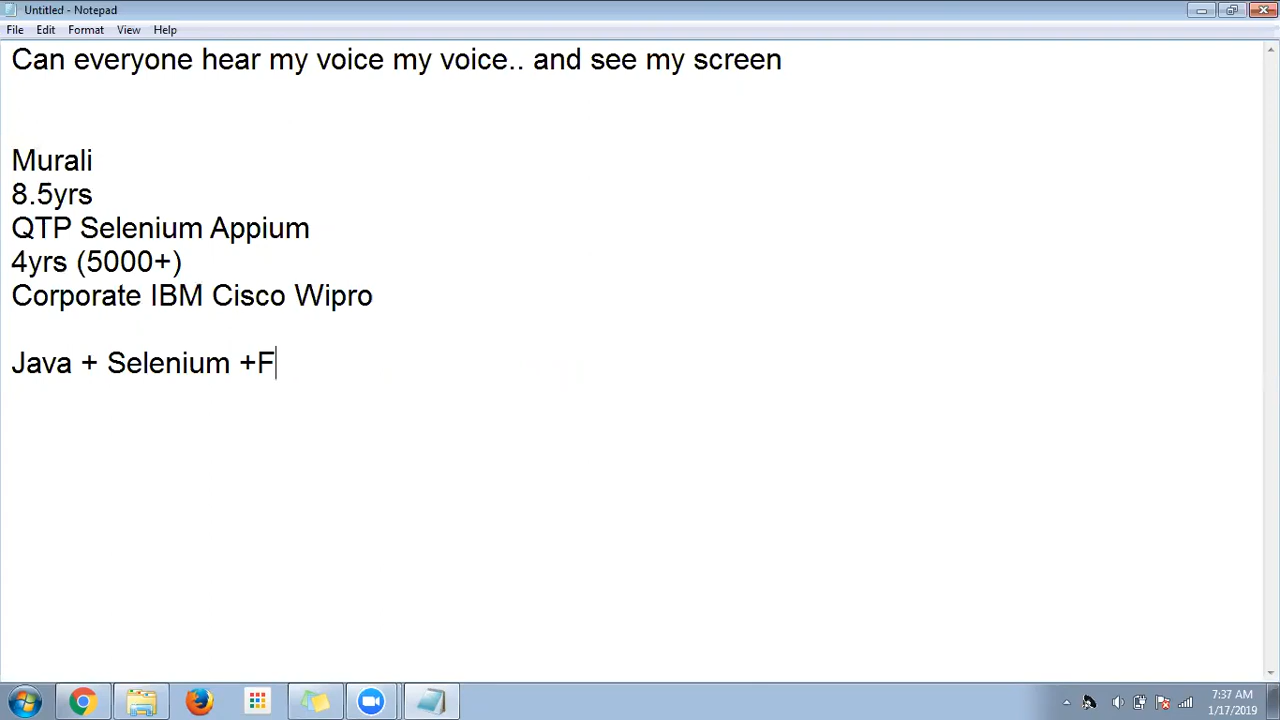 Untitled - Notepad
File Edit Format View Help
Can everyone hear my voice my voice.. and see my screen
Murali
8.5yrs
QTP Selenium Appium
4yrs (5000+)
Corporate IBM Cisco Wipro
Java + Selenium +F
7:37 AM
1/17/2019